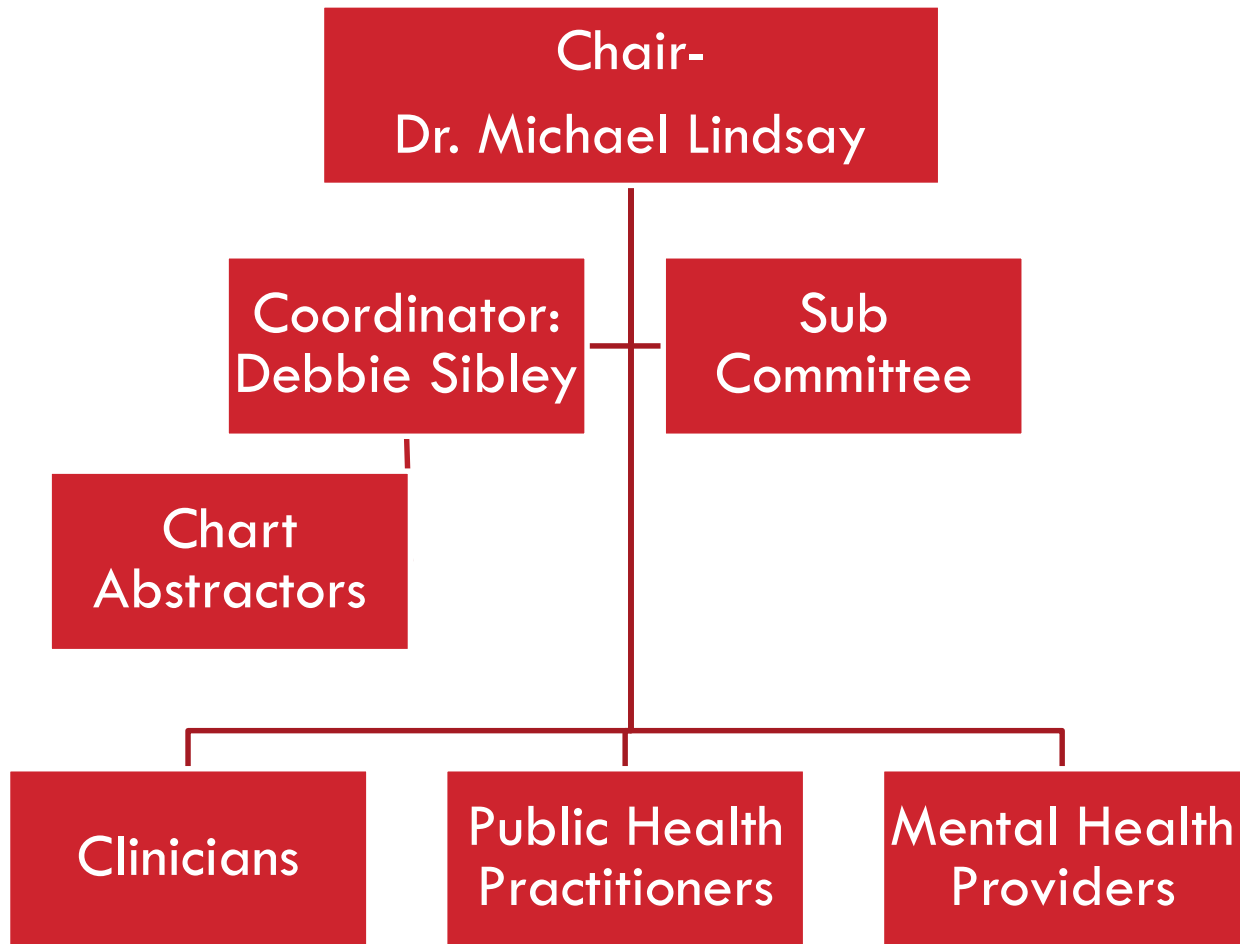 Chair-
Dr. Michael Lindsay
Coordinator:
Debbie Sibley
Sub
Committee
Chart
Abstractors
Clinicians
Public Health
Practitioners
Mental Health
Providers